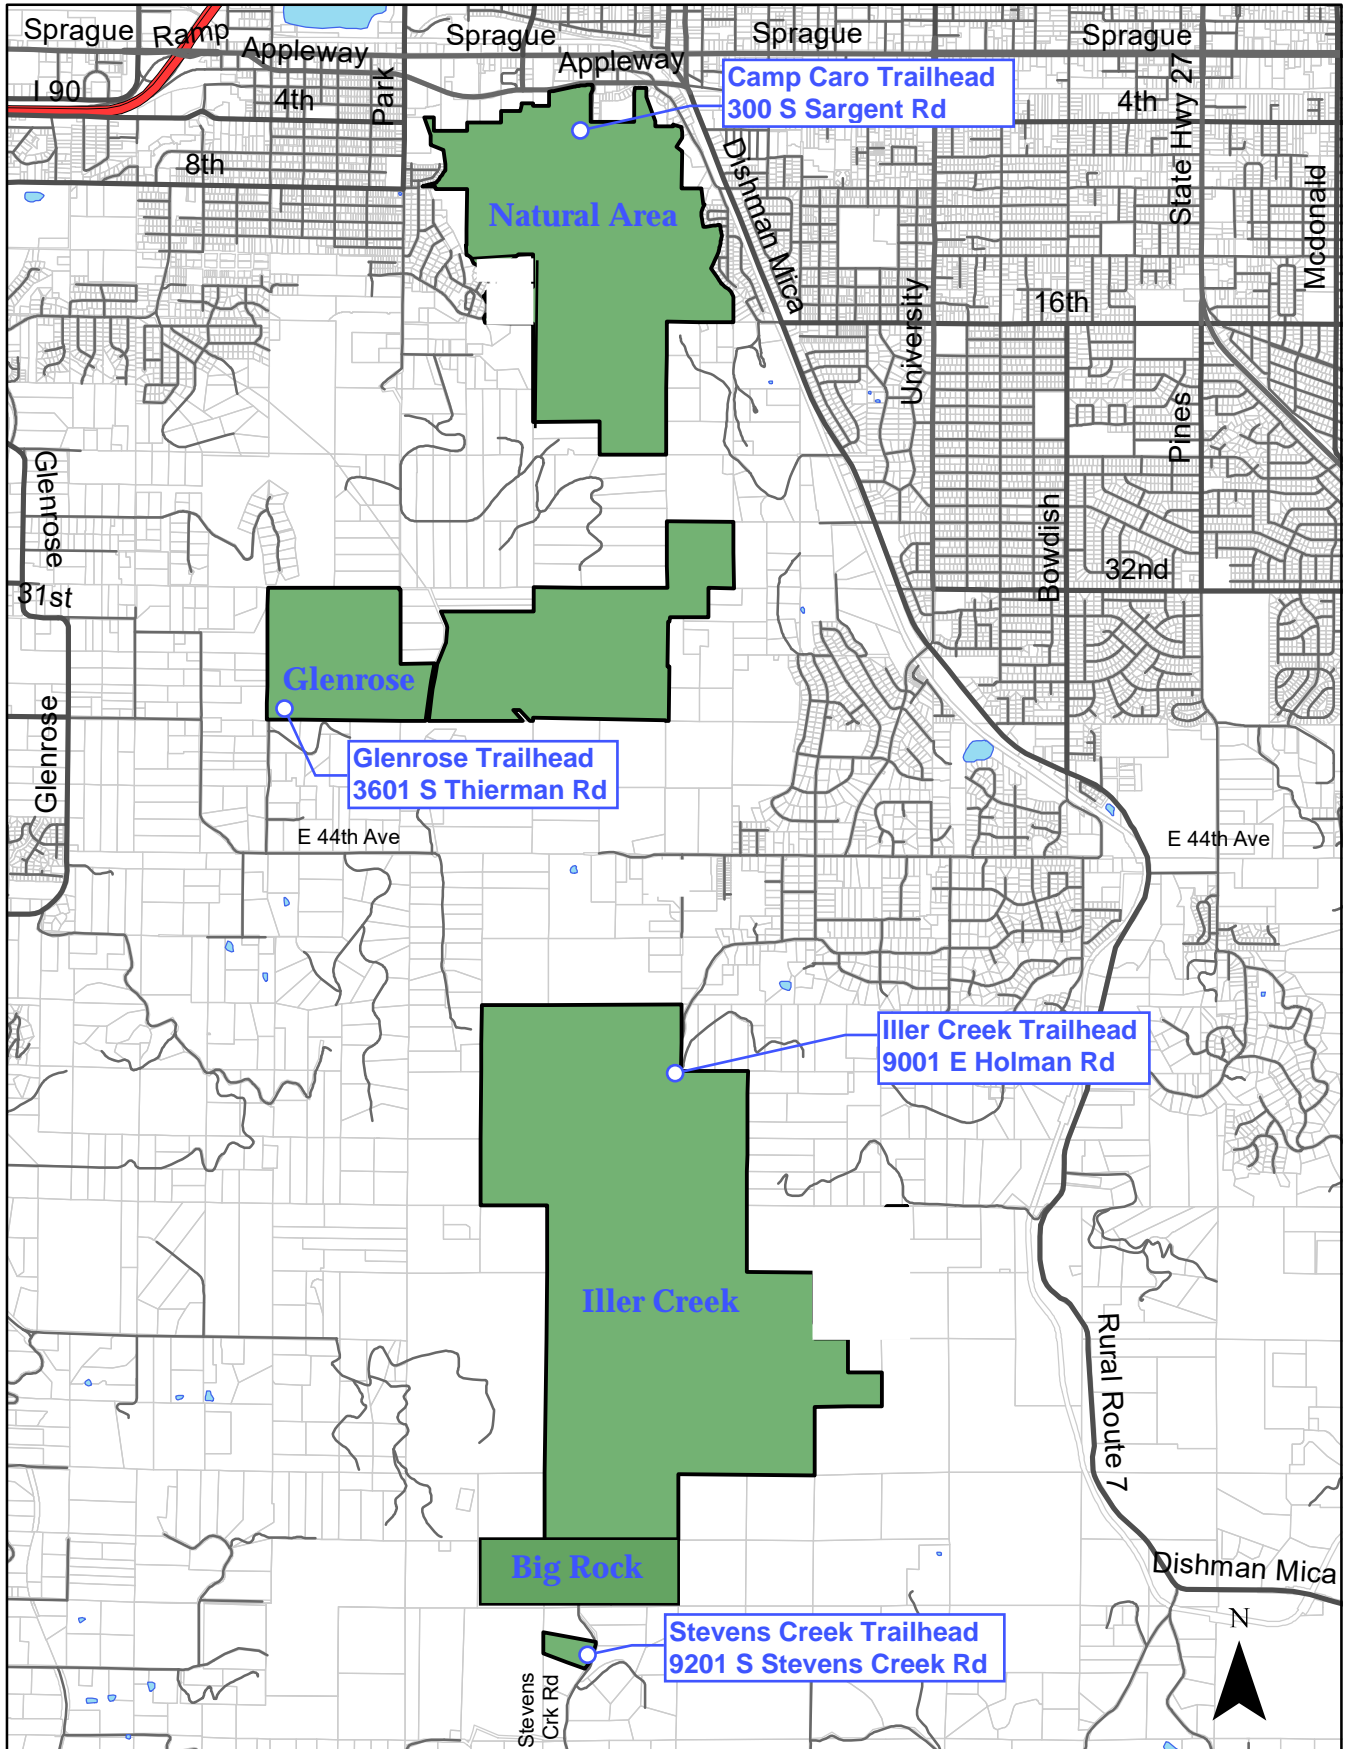 Sprague
Ramp
Appleway
Sprague
Sprague
Sprague
Appleway
I 90
4th
Park
Camp Caro Trailhead
300 S Sargent Rd
4th
State Hwy 27
8th
Dishman Mica
Mcdonald
Natural Area
University
16th
Pines
Glenrose
Bowdish
32nd
31st
Glenrose
Glenrose
Glenrose Trailhead
3601 S Thierman Rd
E 44th Ave
E 44th Ave
Iller Creek Trailhead
9001 E Holman Rd
Iller Creek
Rural Route 7
Big Rock
Dishman Mica
N
Stevens Creek Trailhead
9201 S Stevens Creek Rd
Stevens
Crk Rd